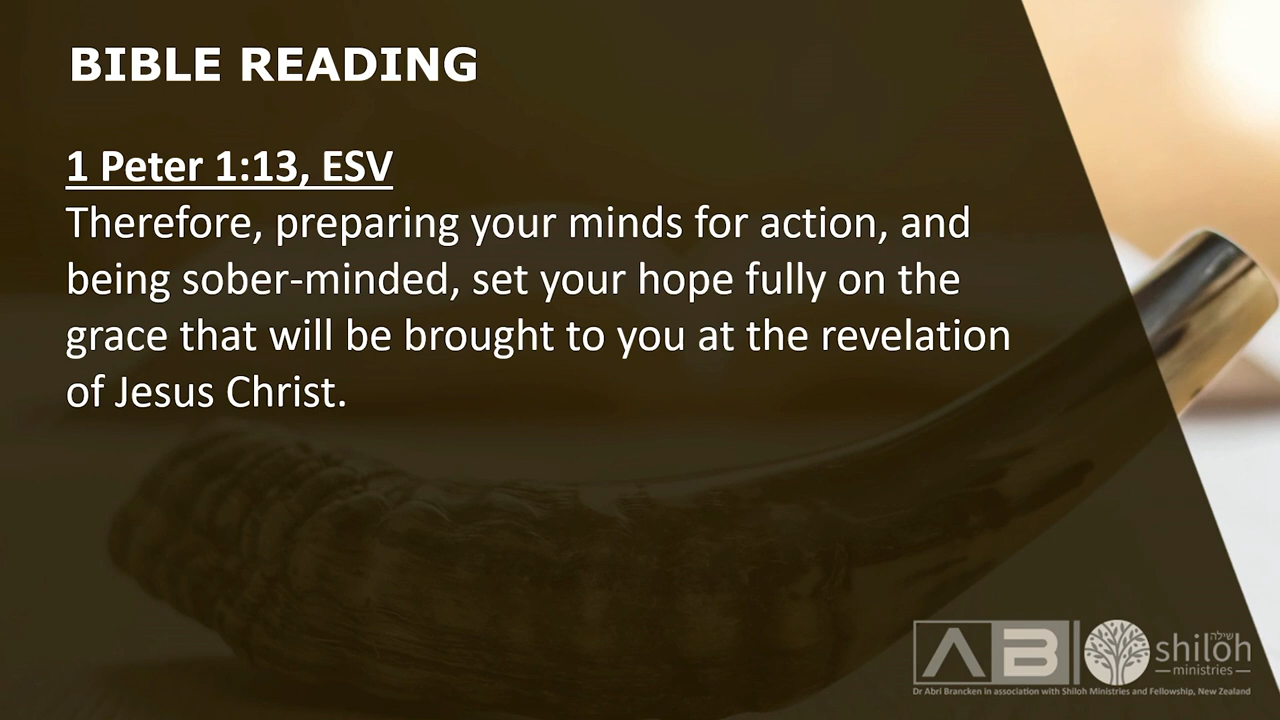 BIBLE READING
1 Peter 1:13, ESV
Therefore, preparing your minds for action, and
being sober-minded, set your hope fully on the
grace that will be brought to you at the revelation
of Jesus Christ.
AB
שילה
shiloh
ministries
Dr Abri Brancken in association with Shiloh Ministries and Fellowship, New Zealand